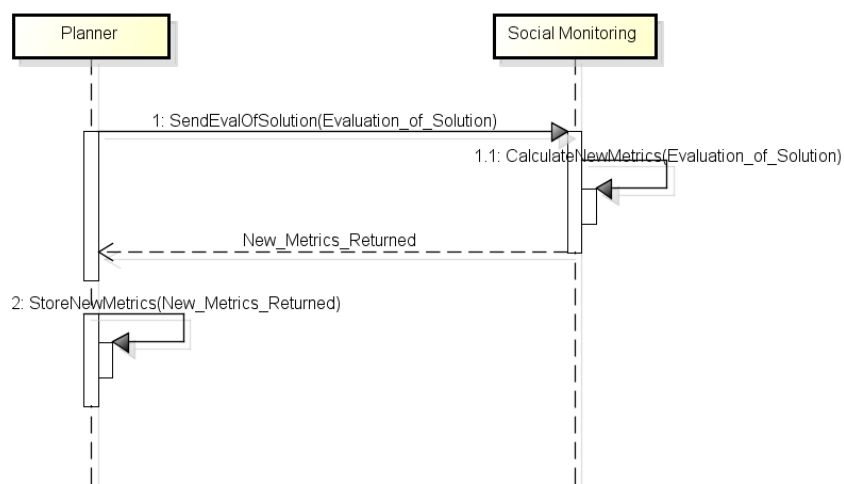 Planner
Social Monitoring
1: SendEvalOfSolution(Evaluation_of_Solution)
1.1: CalculateNewMetrics(Evaluation_of_Solution)
New_Metrics_Returned
2: StoreNewMetrics(New_Metrics_Returned)